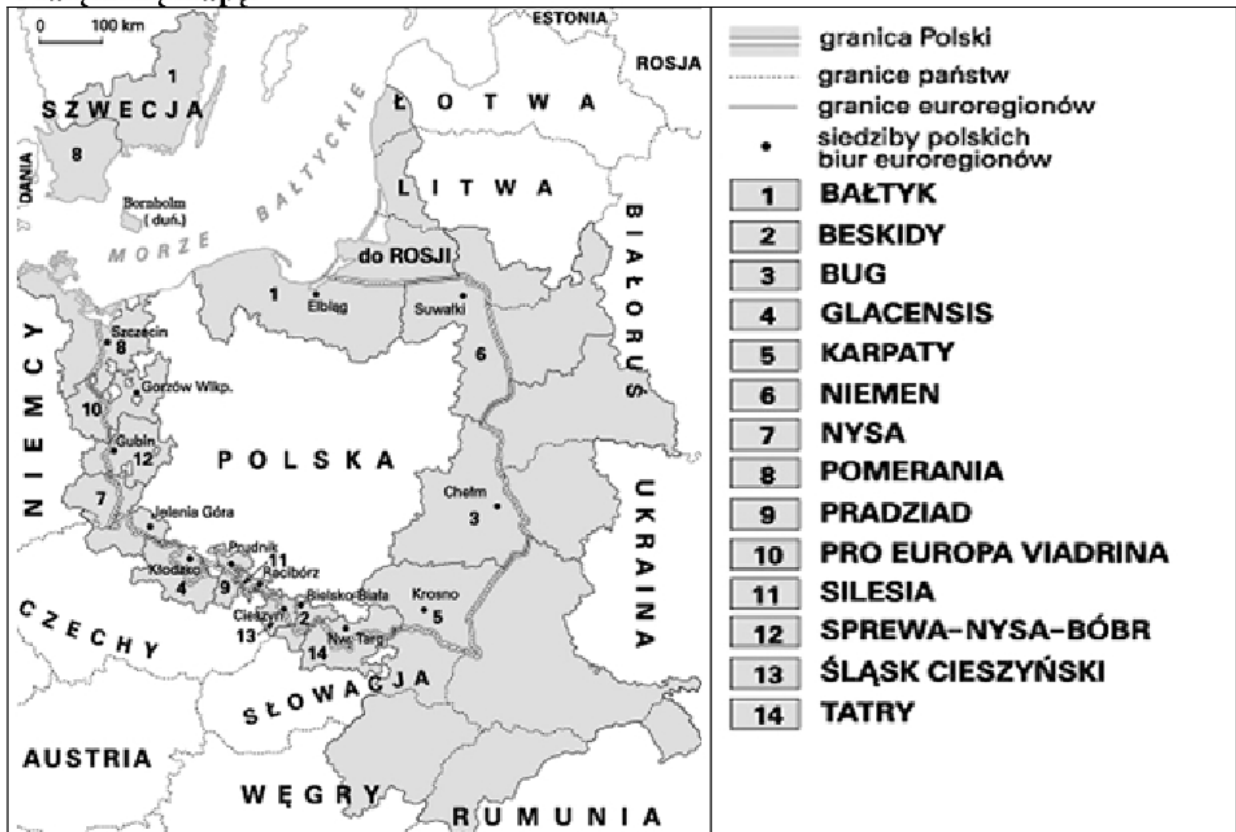 0 100 km
ESTONIA
ROSJA
1
SZWECJA
ŁOTWA
8
DANIA
BAŁTYCKIE
LITWA
Bornholm
(duń.)
MORZE
BIAŁORUŚ
do ROSJI
1
Elbląg
Suwałki
NIEMCY
Szczecin
8
6
Gorzów Wlkp.
10
Gubin
12
POLSKA
7
Chełm
3
UKRAINA
Jelenia Góra
Prudnik
11
Kłodzko
Racibórz
4
9
Bielsko-Biała
Krosno
Cieszyn
2
5
CZECHY
13
Nw. Targ
14
SŁOWACJA
AUSTRIA
WĘGRY
RUMUNIA
granica Polski
granice państw
granice euroregionów
siedziby polskich
biur euroregionów
1 BAŁTYK
2 BESKIDY
3 BUG
4 GLACENSIS
5 KARPATY
6 NIEMEN
7 NYSA
8 POMERANIA
9 PRADZIAD
10 PRO EUROPA VIADRINA
11 SILESIA
12 SPREWA–NYSA–BÓBR
13 ŚLĄSK CIESZYŃSKI
14 TATRY